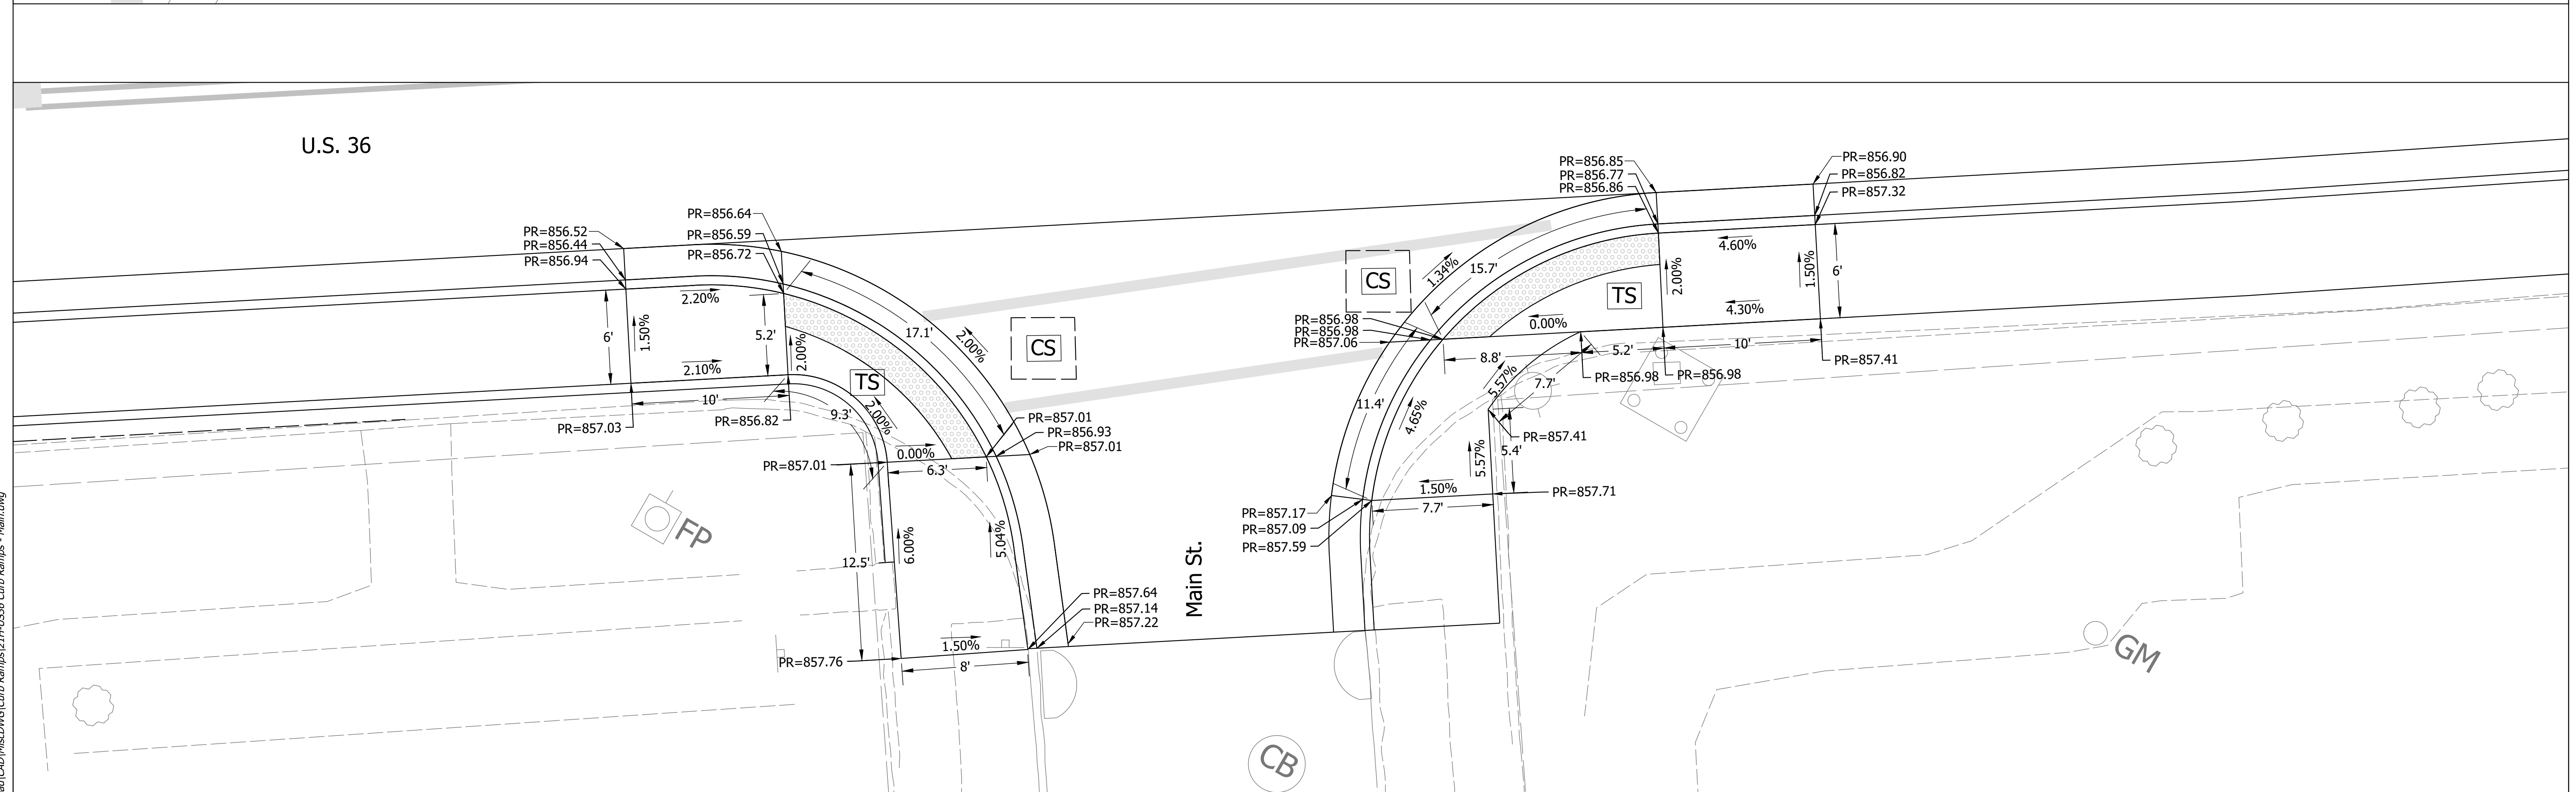 U.S. 36
PR=856.52
PR=856.44
PR=856.94
PR=856.64
PR=856.59
PR=856.72
2.20%
6'
1.50%
5.2'
2.00%
2.10%
10'
PR=857.03
PR=856.82
9.3'
TS
2.00%
17.1'
2.00%
CS
PR=857.01
PR=856.93
PR=857.01
PR=857.01
0.00%
6.3'
12.5'
6.00%
5.04%
FP
PR=857.64
PR=857.14
PR=857.22
1.50%
PR=857.76
8'
Main St.
CB
PR=856.85
PR=856.77
PR=856.86
PR=856.90
PR=856.82
PR=857.32
4.60%
2.00%
1.50%
6'
4.30%
CS
1.34%
15.7'
TS
PR=856.98
PR=856.98
PR=857.06
0.00%
8.8'
5.2'
10'
PR=857.41
PR=856.98
PR=856.98
5.57%
7.7'
11.4'
4.65%
PR=857.41
5.57%
5.4'
1.50%
7.7'
PR=857.71
PR=857.17
PR=857.09
PR=857.59
GM